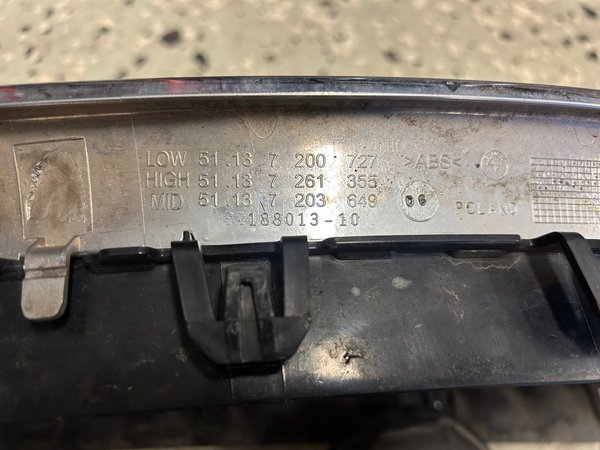 LOW 51.13 7 200 727 >ABS<
HIGH 51.13 7 261 355
MID 51.13 7 203 649 06 POLAND
188013-10